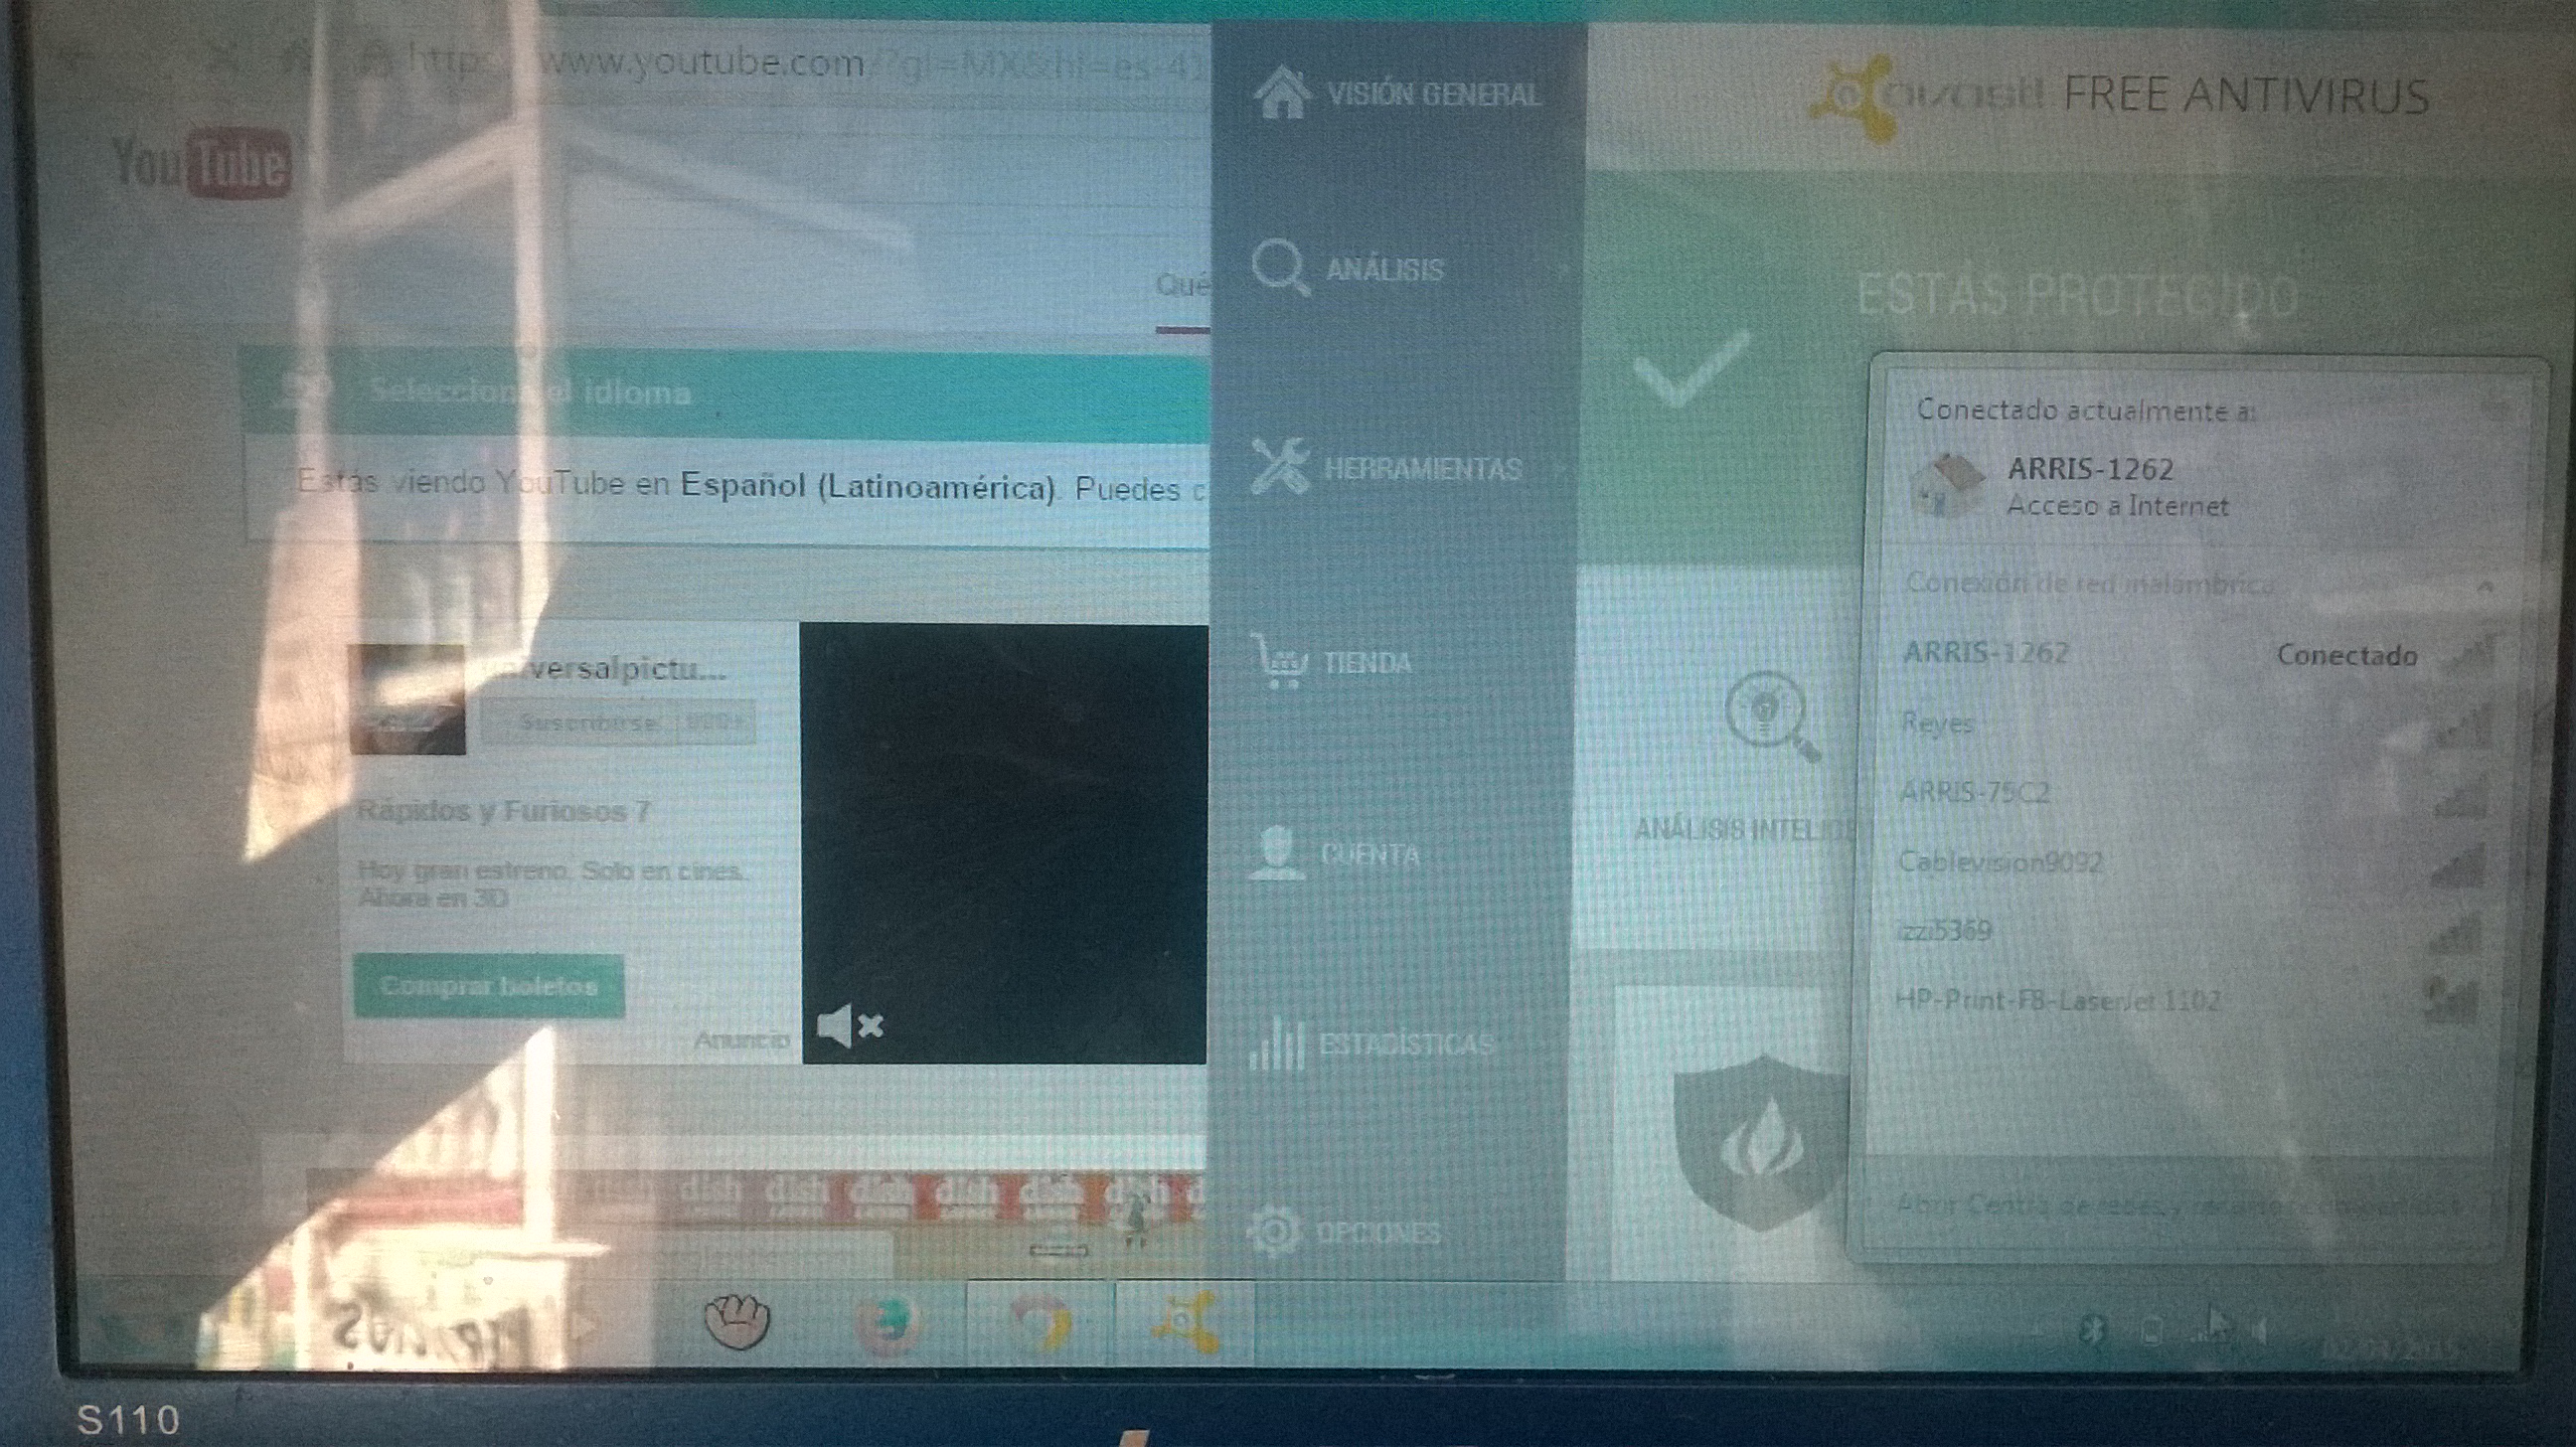 https www.youtube.com/?gl=MX&hl=es-41
YouTube
Qué
Selecciona el idioma
Estás viendo YouTube en Español (Latinoamérica). Puedes c
versalpictu...
Suscribirse
Rápidos y Furiosos 7
Hoy gran estreno. Solo en cines.
Ahora en 3D
Comprar boletos
Anuncio
dish dish dish dish dish dish
VISIÓN GENERAL
ANÁLISIS
HERRAMIENTAS
TIENDA
CUENTA
ESTADÍSTICAS
OPCIONES
avast! FREE ANTIVIRUS
ESTÁS PROTEGIDO
ANÁLISIS INTELIGE
Conectado actualmente a:
ARRIS-1262
Acceso a Internet
Conexión de red inalámbrica
ARRIS-1262 Conectado
Reyes
ARRIS-75C2
Cablevision9092
izzi5369
HP-Print-F8-LaserJet 1102
Abrir Centro de redes y recursos compartidos
S110